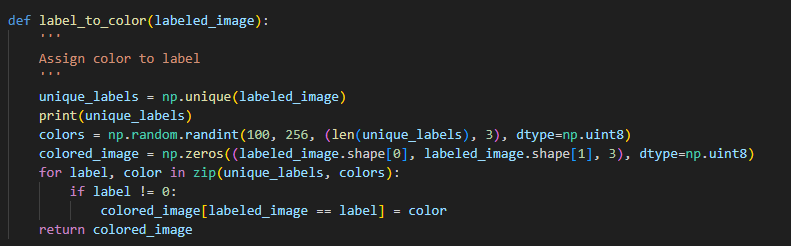 def label_to_color(labeled_image):
    '''
    Assign color to label
    '''
    unique_labels = np.unique(labeled_image)
    print(unique_labels)
    colors = np.random.randint(100, 256, (len(unique_labels), 3), dtype=np.uint8)
    colored_image = np.zeros((labeled_image.shape[0], labeled_image.shape[1], 3), dtype=np.uint8)
    for label, color in zip(unique_labels, colors):
        if label != 0:
            colored_image[labeled_image == label] = color
    return colored_image